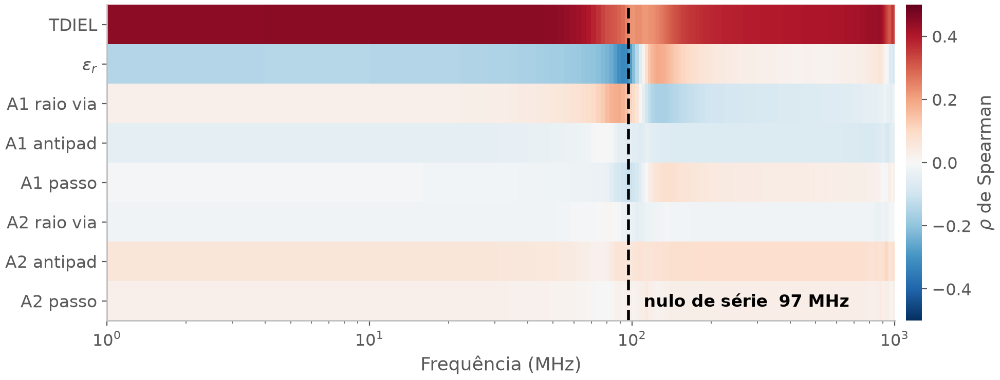 TDIEL
εᵣ
A1 raio via
A1 antipad
A1 passo
A2 raio via
A2 antipad
A2 passo
nulo de série 97 MHz
10⁰ 10¹ 10² 10³
Frequência (MHz)
0.4
0.2
0.0
−0.2
−0.4
ρ de Spearman